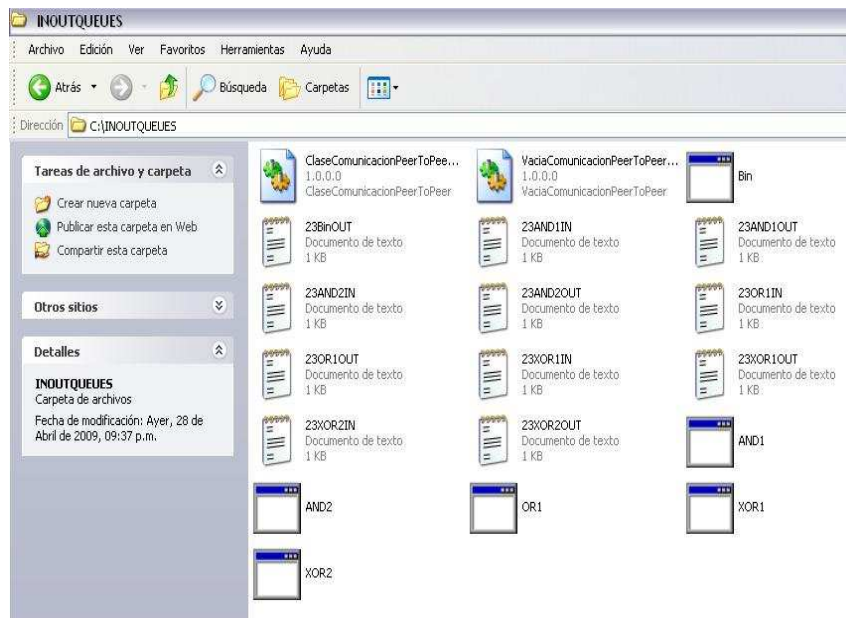 INOUTQUEUES
Archivo Edición Ver Favoritos Herramientas Ayuda
Atrás Búsqueda Carpetas
Dirección C:\INOUTQUEUES
Tareas de archivo y carpeta
Crear nueva carpeta
Publicar esta carpeta en Web
Compartir esta carpeta
Otros sitios
Detalles
INOUTQUEUES
Carpeta de archivos
Fecha de modificación: Ayer, 28 de
Abril de 2009, 09:37 p.m.
ClaseComunicacionPeerToPee...
1.0.0.0
ClaseComunicacionPeerToPeer
VaciaComunicacionPeerToPeer...
1.0.0.0
VaciaComunicacionPeerToPeer
Bin
23BinOUT
Documento de texto
1 KB
23AND1IN
Documento de texto
1 KB
23AND1OUT
Documento de texto
1 KB
23AND2IN
Documento de texto
1 KB
23AND2OUT
Documento de texto
1 KB
23OR1IN
Documento de texto
1 KB
23OR1OUT
Documento de texto
1 KB
23XOR1IN
Documento de texto
1 KB
23XOR1OUT
Documento de texto
1 KB
23XOR2IN
Documento de texto
1 KB
23XOR2OUT
Documento de texto
1 KB
AND1
AND2
OR1
XOR1
XOR2